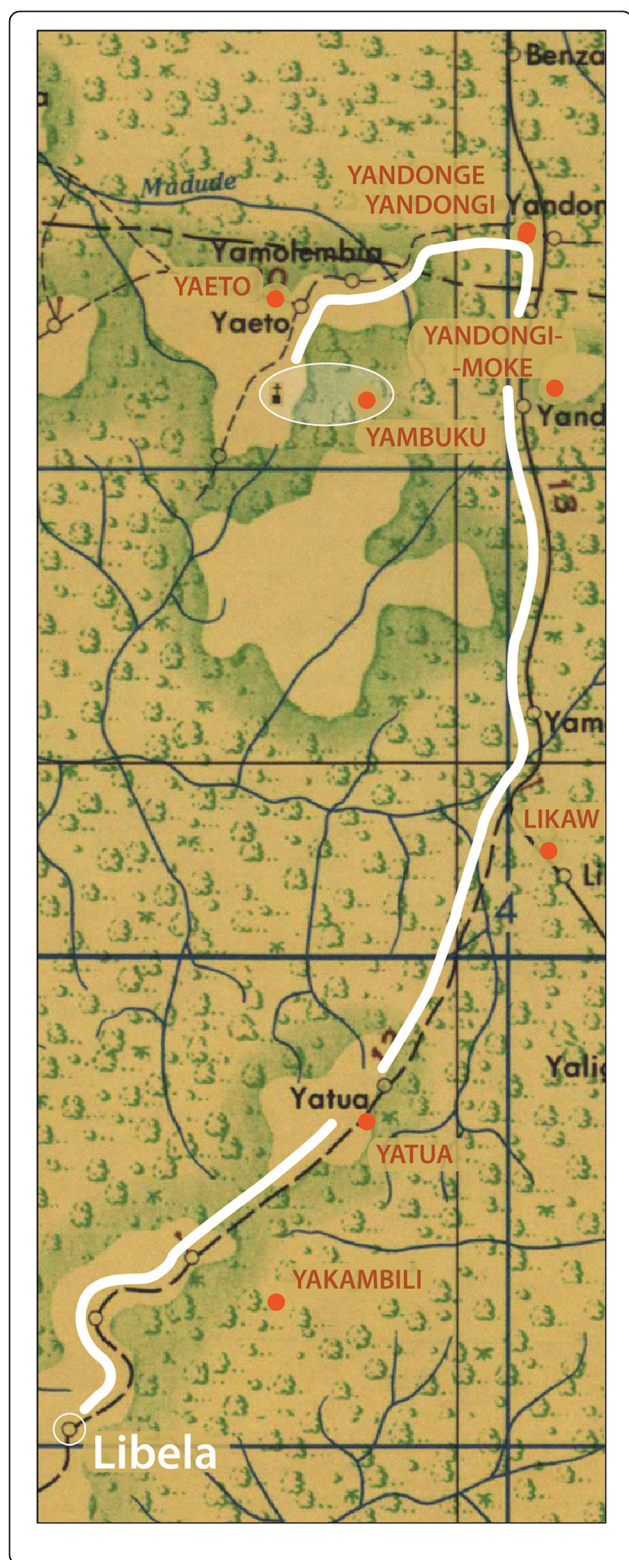 Benza
a
Madude
YANDONGE
YANDONGI
Yandon
Yamolembia
YAETO
Yaeto
YANDONGI-
-MOKE
YAMBUKU
Yand
13
Yam
LIKAW
Li
4
Yalig
Yatua
YATUA
YAKAMBILI
Libela